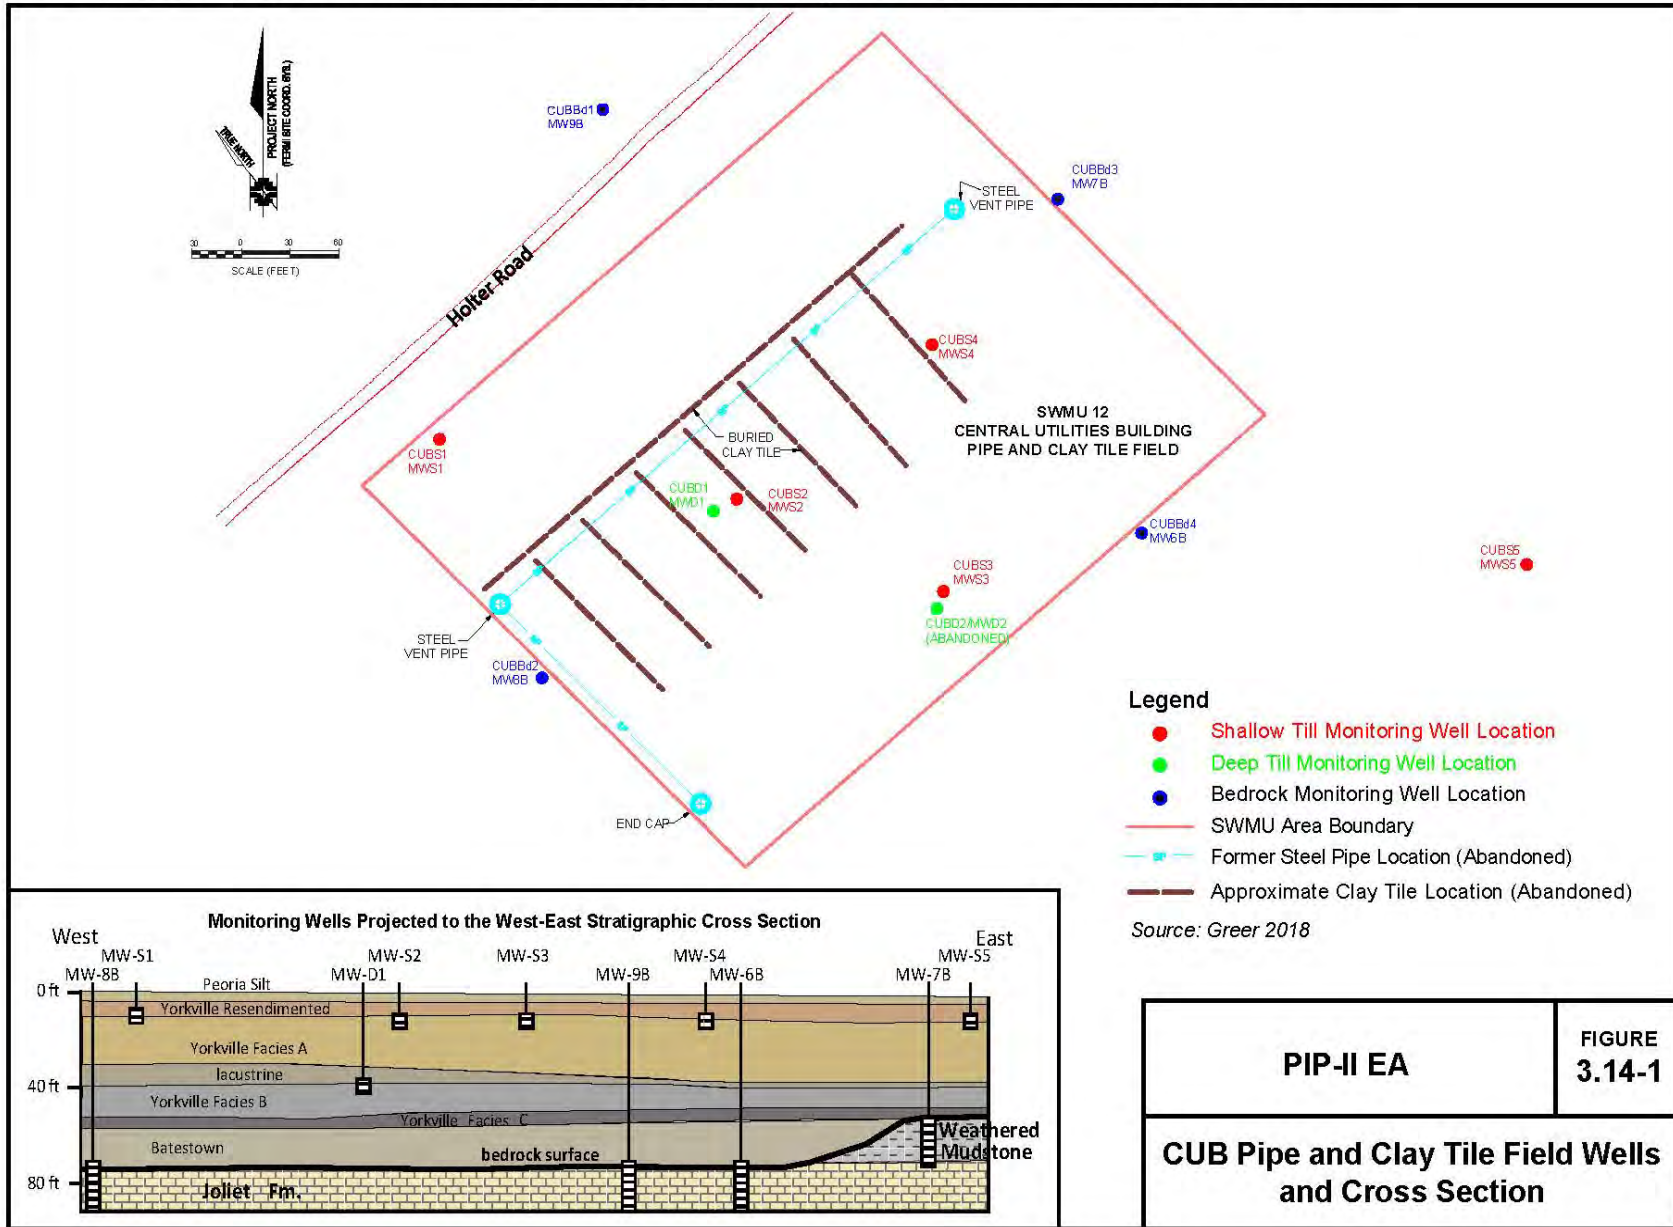 TRUE NORTH
PROJECT NORTH
(FERMI SITE COORD. SYS.)
30 0 30 60
SCALE (FEET)
Holter Road
CUBBd1
MW9B
CUBBd3
MW7B
STEEL
VENT PIPE
CUBS4
MWS4
SWMU 12
CENTRAL UTILITIES BUILDING
PIPE AND CLAY TILE FIELD
BURIED
CLAY TILE
CUBS1
MWS1
CUBD1
MWD1
CUBS2
MWS2
CUBBd4
MW6B
CUBS5
MWS5
CUBS3
MWS3
CUBD2/MWD2
(ABANDONED)
STEEL
VENT PIPE
CUBBd2
MW8B
END CAP
Legend
Shallow Till Monitoring Well Location
Deep Till Monitoring Well Location
Bedrock Monitoring Well Location
SWMU Area Boundary
SP
Former Steel Pipe Location (Abandoned)
Approximate Clay Tile Location (Abandoned)
Source: Greer 2018
Monitoring Wells Projected to the West-East Stratigraphic Cross Section
West
East
MW-S1 MW-S2 MW-S3 MW-S4 MW-S5
MW-8B MW-D1 MW-9B MW-6B MW-7B
0 ft
Peoria Silt
Yorkville Resendimented
Yorkville Facies A
lacustrine
40 ft
Yorkville Facies B
Yorkville Facies C
Batestown
bedrock surface
Weathered
Mudstone
80 ft
Joliet Fm.
PIP-II EA
FIGURE
3.14-1
CUB Pipe and Clay Tile Field Wells
and Cross Section